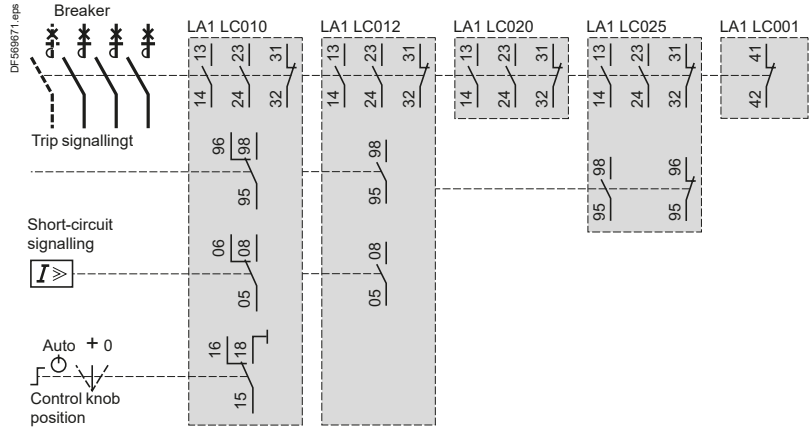 DF569671.eps
Breaker
LA1 LC010
LA1 LC012
LA1 LC020
LA1 LC025
LA1 LC001
13 23 31 13 23 31 13 23 31 13 23 31 41
14 24 32 14 24 32 14 24 32 14 24 32 42
Trip signallingt
96 98 98 98 96
95 95 95 95
Short-circuit
signalling
I
06 08 08
05 05
Auto + 0
16 18
15
Control knob
position